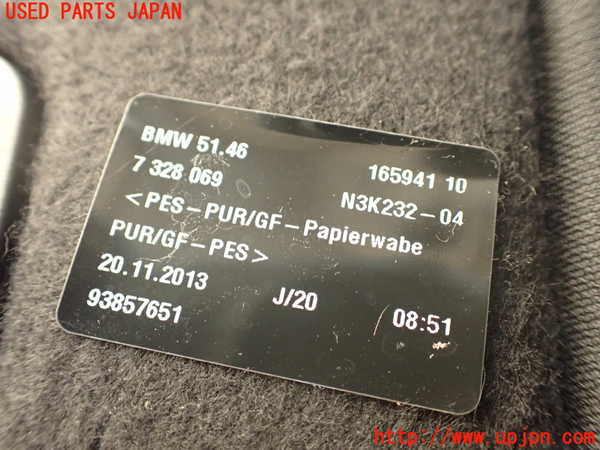 USED PARTS JAPAN
BMW 51.46
7 328 069 165941 10
<PES-PUR/GF-Papierwabe N3K232-04
PUR/GF-PES>
20.11.2013 J/20
93857651 08:51
http://www.upjpn.com